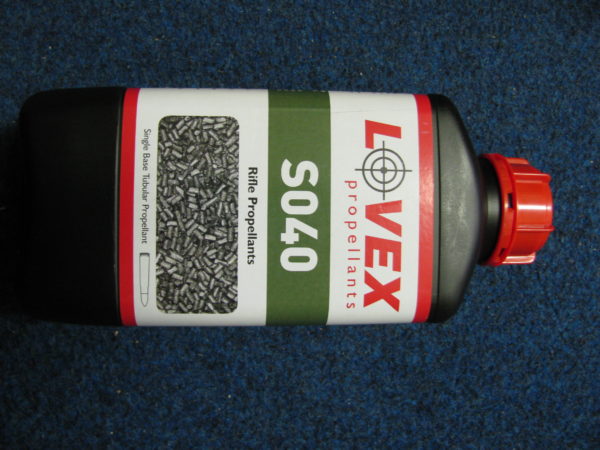 LOVEX
propellants
S040
Rifle Propellants
Single Base Tubular Propellant